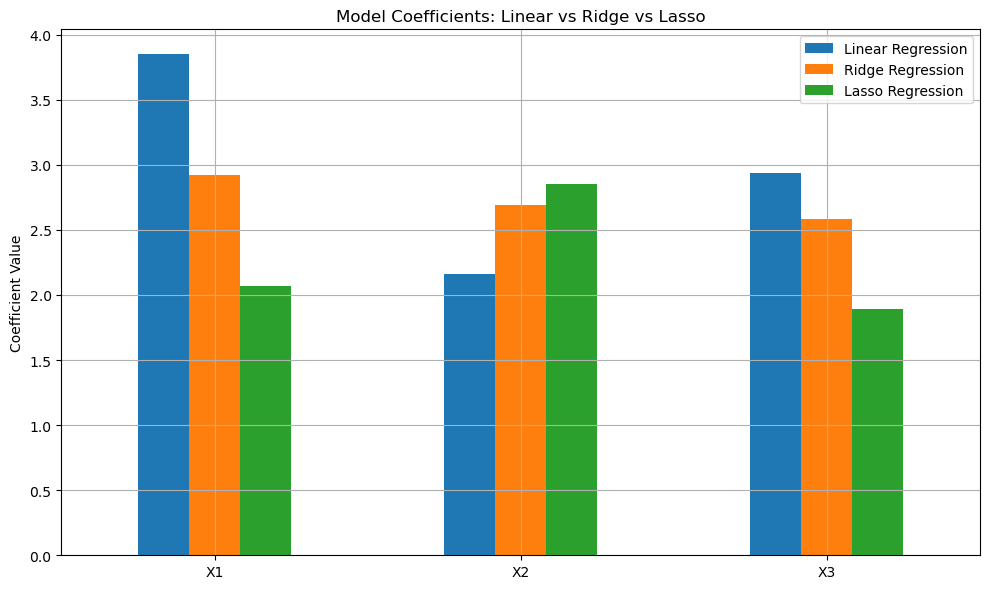 Model Coefficients: Linear vs Ridge vs Lasso
Linear Regression
Ridge Regression
Lasso Regression
Coefficient Value
4.0
3.5
3.0
2.5
2.0
1.5
1.0
0.5
0.0
X1
X2
X3